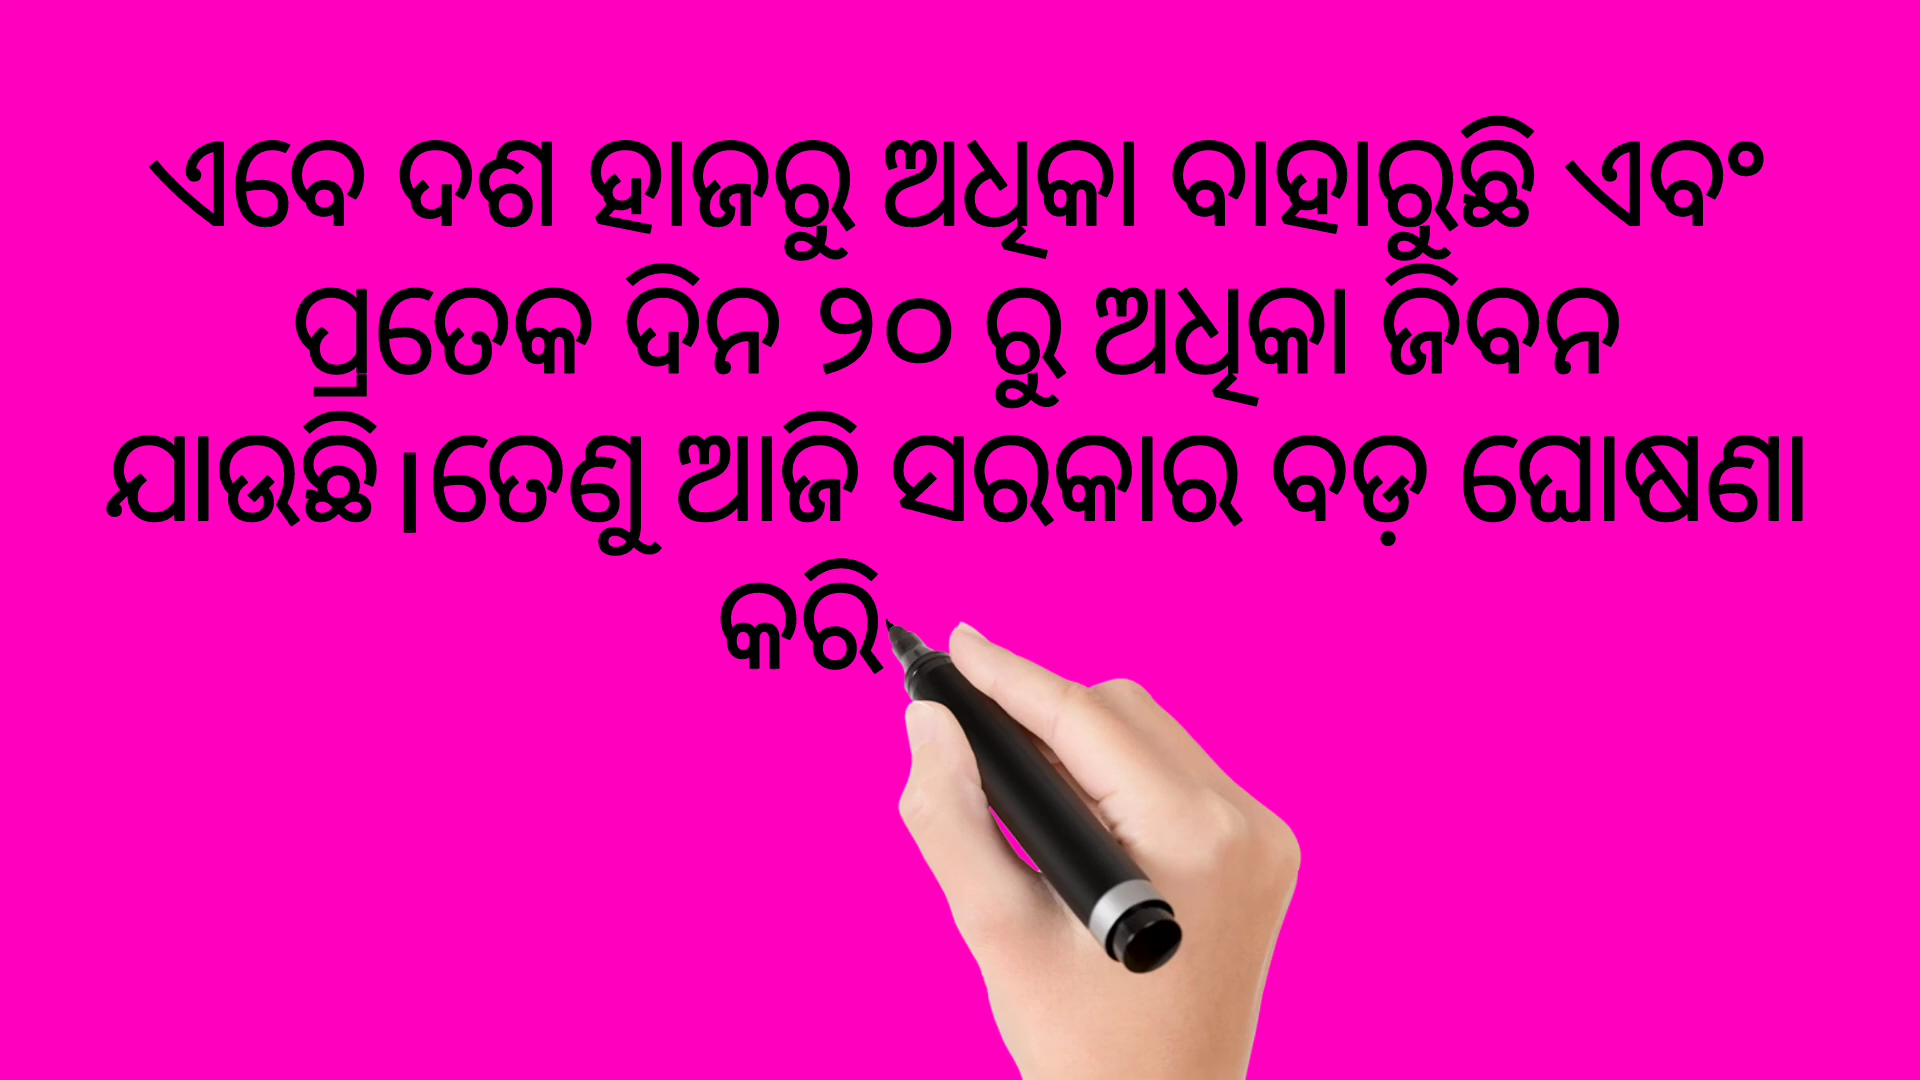 ଏବେ ଦଶ ହାଜରୁ ଅଧିକା ବାହାରୁଛି ଏବଂ
ପ୍ରତେକ ଦିନ ୨୦ ରୁ ଅଧିକା ଜିବନ
ଯାଉଛି।ତେଣୁ ଆଜି ସରକାର ବଡ଼ ଘୋଷଣା
କରି